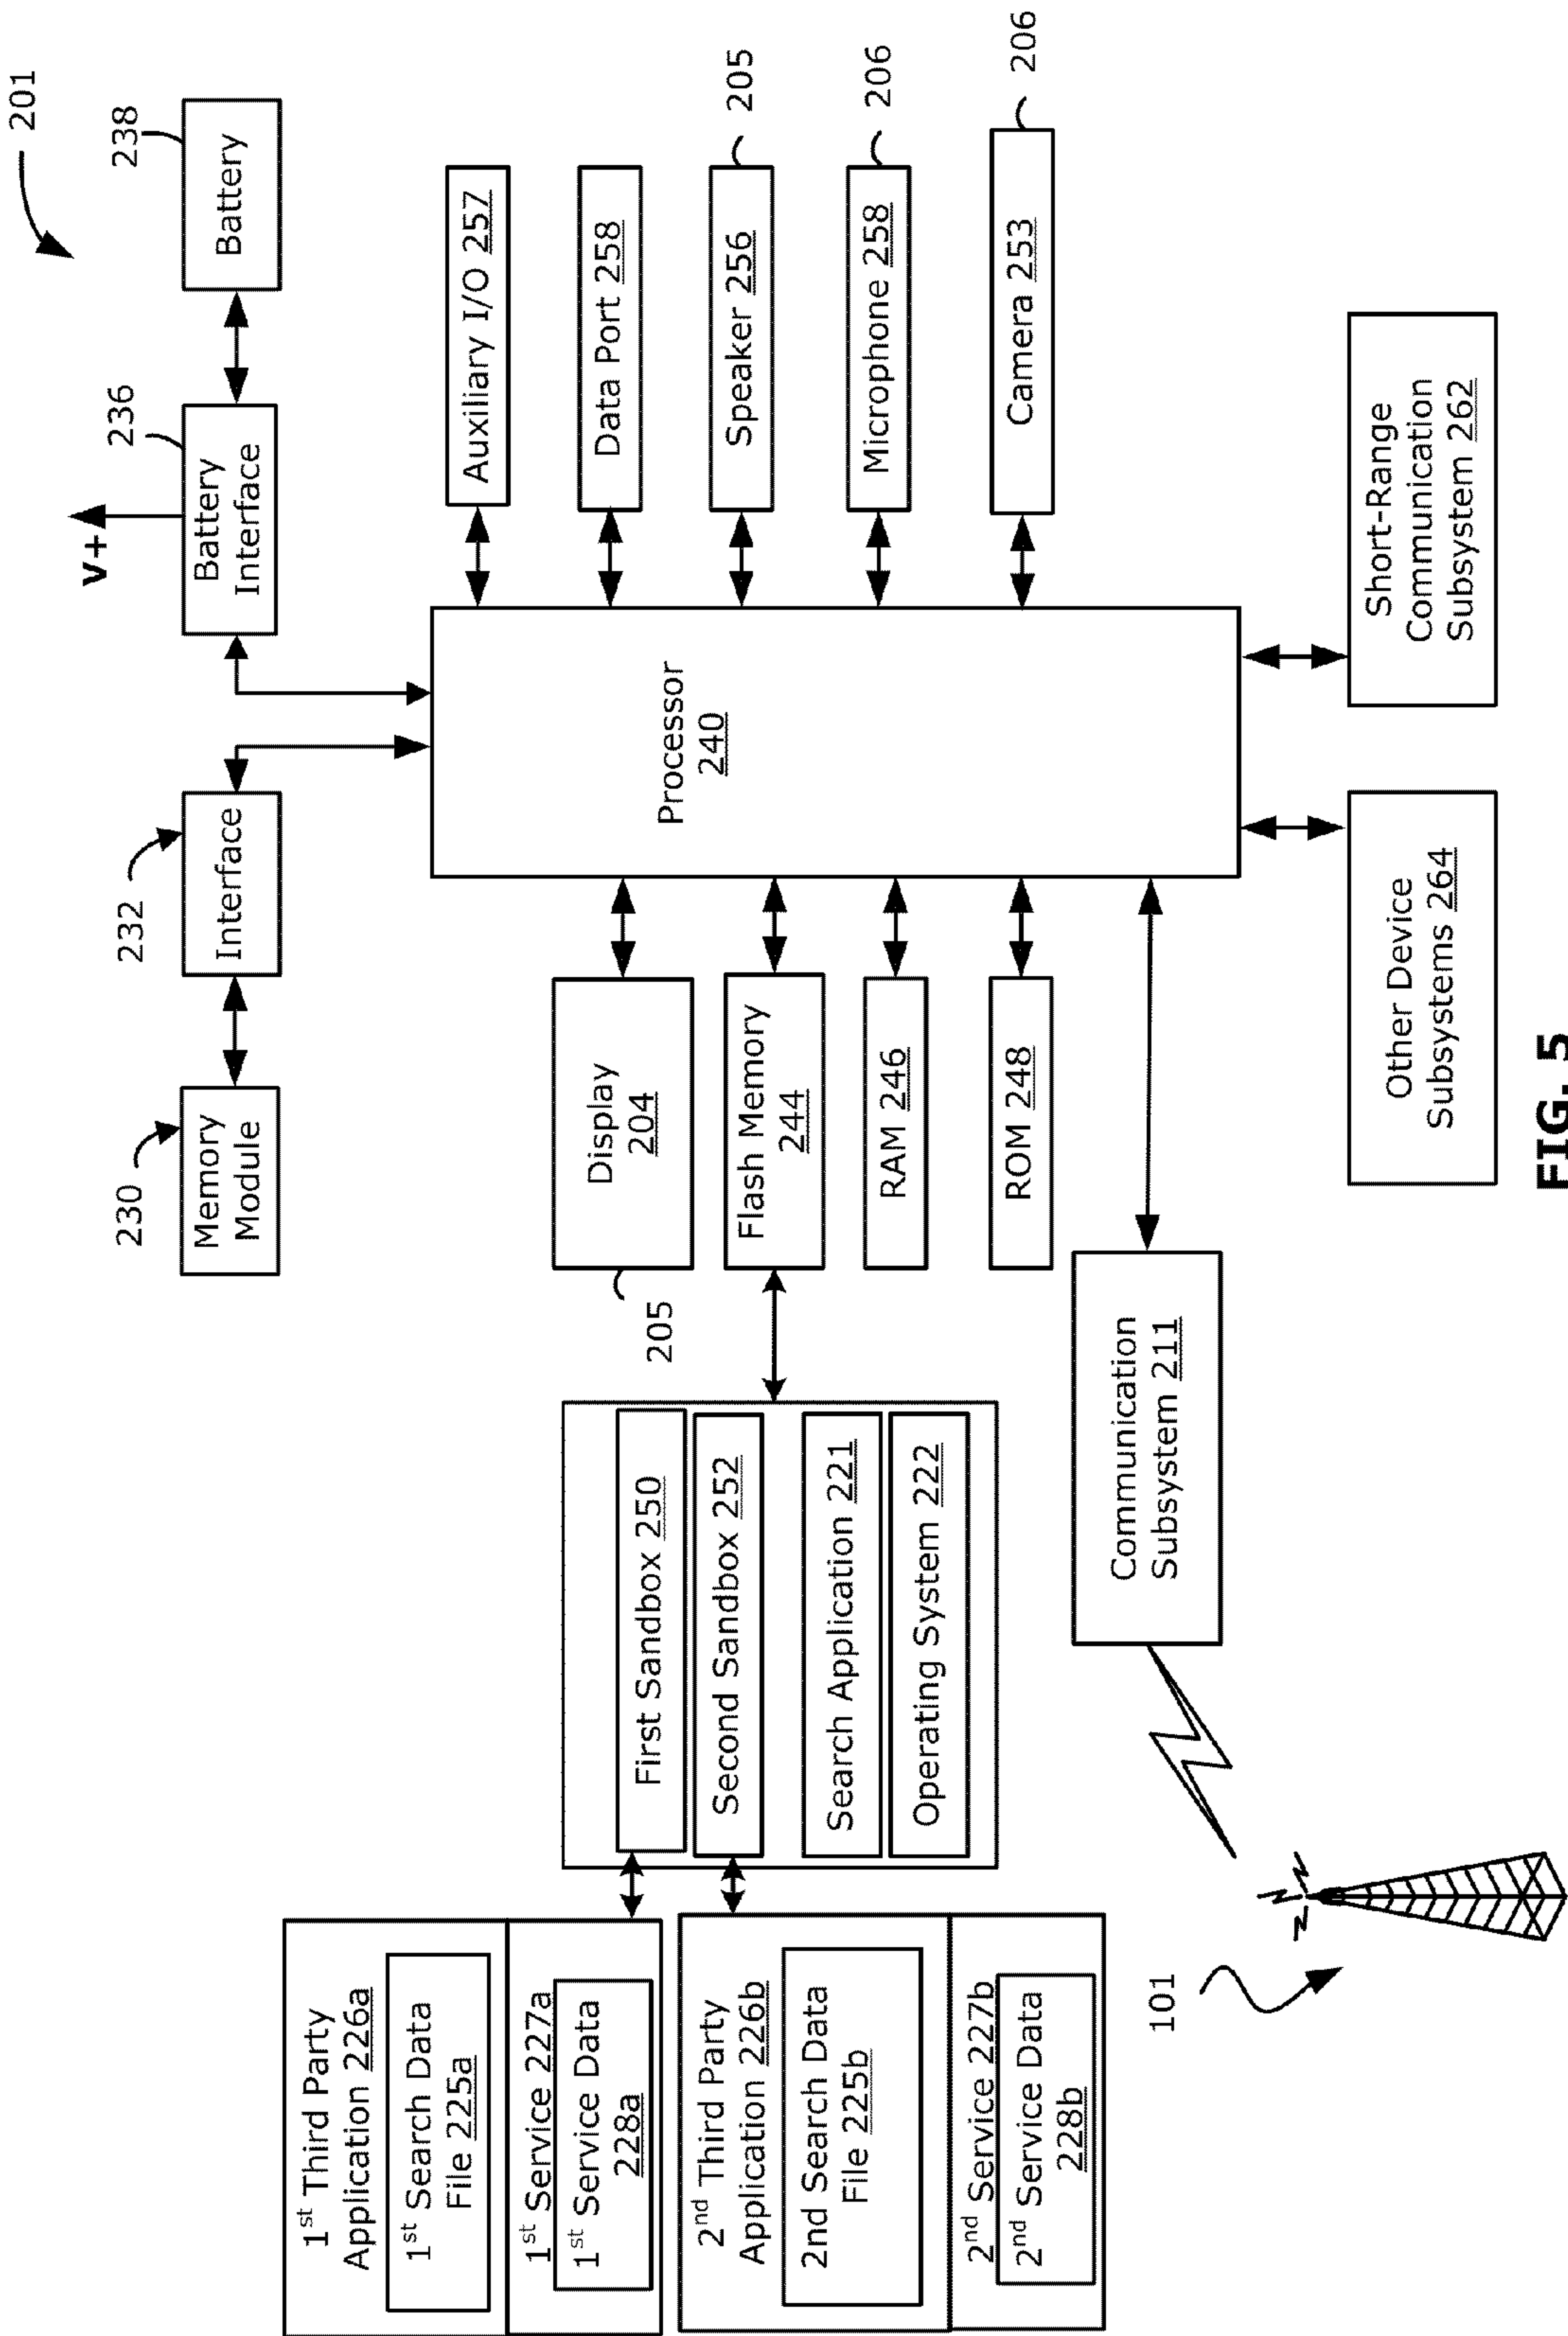 201
230
Memory
Module
232
Interface
V+
236
Battery
Interface
238
Battery
1st Third Party
Application 226a
1st Search Data
File 225a
1st Service 227a
1st Service Data
228a
2nd Third Party
Application 226b
2nd Search Data
File 225b
2nd Service 227b
2nd Service Data
228b
First Sandbox 250
Second Sandbox 252
Search Application 221
Operating System 222
205
Display
204
Flash Memory
244
RAM 246
ROM 248
Communication
Subsystem 211
101
Processor
240
Auxiliary I/O 257
Data Port 258
Speaker 256
205
Microphone 258
206
Camera 253
206
Other Device
Subsystems 264
Short-Range
Communication
Subsystem 262
FIG. 5